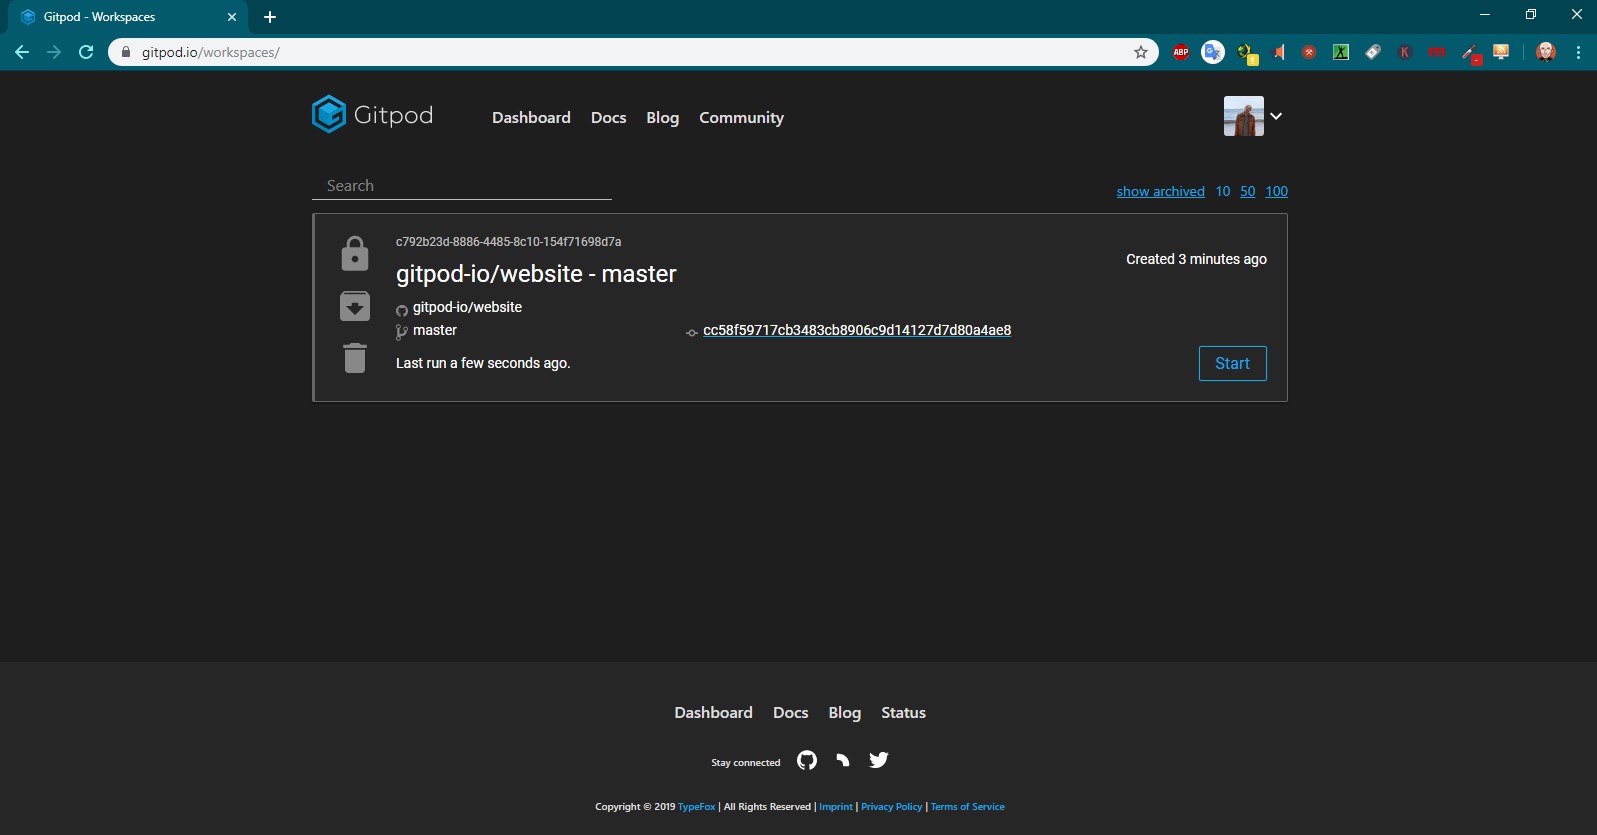 Gitpod - Workspaces
gitpod.io/workspaces/
ABP
Gitpod
Dashboard Docs Blog Community
Search
show archived 10 50 100
c792b23d-8886-4485-8c10-154f71698d7a
Created 3 minutes ago
gitpod-io/website - master
gitpod-io/website
master
cc58f59717cb3483cb8906c9d14127d7d80a4ae8
Last run a few seconds ago.
Start
Dashboard Docs Blog Status
Stay connected
Copyright © 2019 TypeFox | All Rights Reserved | Imprint | Privacy Policy | Terms of Service